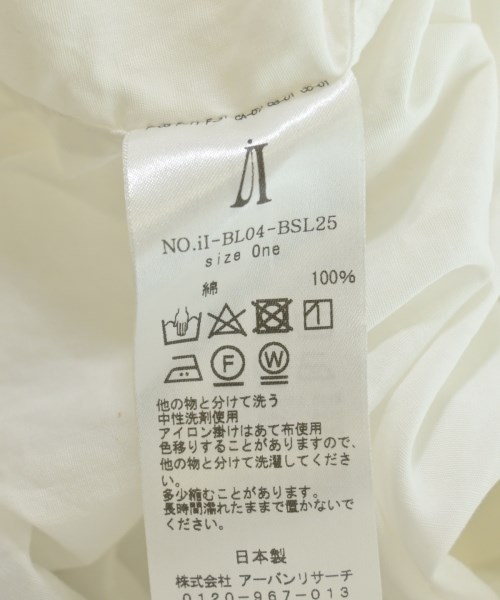 iI
NO.iI-BL04-BSL25
size One
綿 100%
F W
他の物と分けて洗う
中性洗剤使用
アイロン掛けはあて布使用
色移りすることがありますので、
他の物と分けて洗濯してくださ
い。
多少縮むことがあります。
長時間濡れたままで置かないで
ください。
日本製
株式会社 アーバンリサーチ
0120-967-013